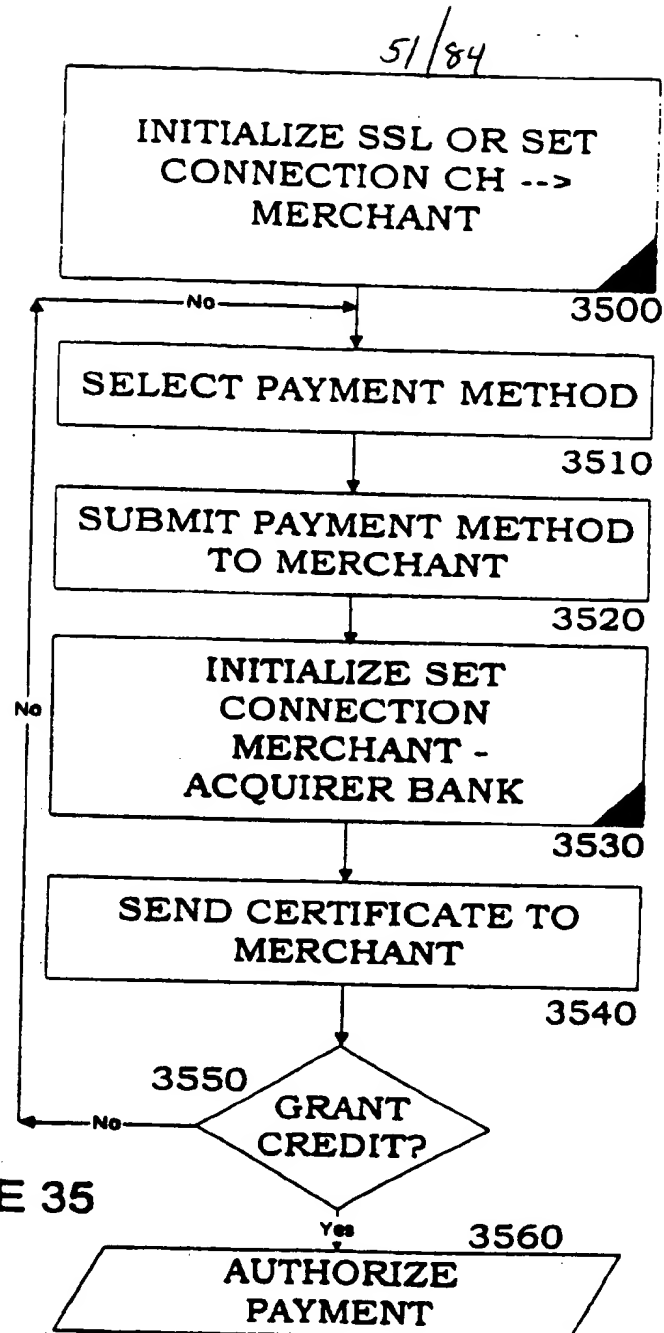 51/84
INITIALIZE SSL OR SET
CONNECTION CH -->
MERCHANT
3500
No
SELECT PAYMENT METHOD
3510
SUBMIT PAYMENT METHOD
TO MERCHANT
3520
No
INITIALIZE SET
CONNECTION
MERCHANT -
ACQUIRER BANK
3530
SEND CERTIFICATE TO
MERCHANT
3540
3550
GRANT
CREDIT?
No
E 35
Yes
3560
AUTHORIZE
PAYMENT